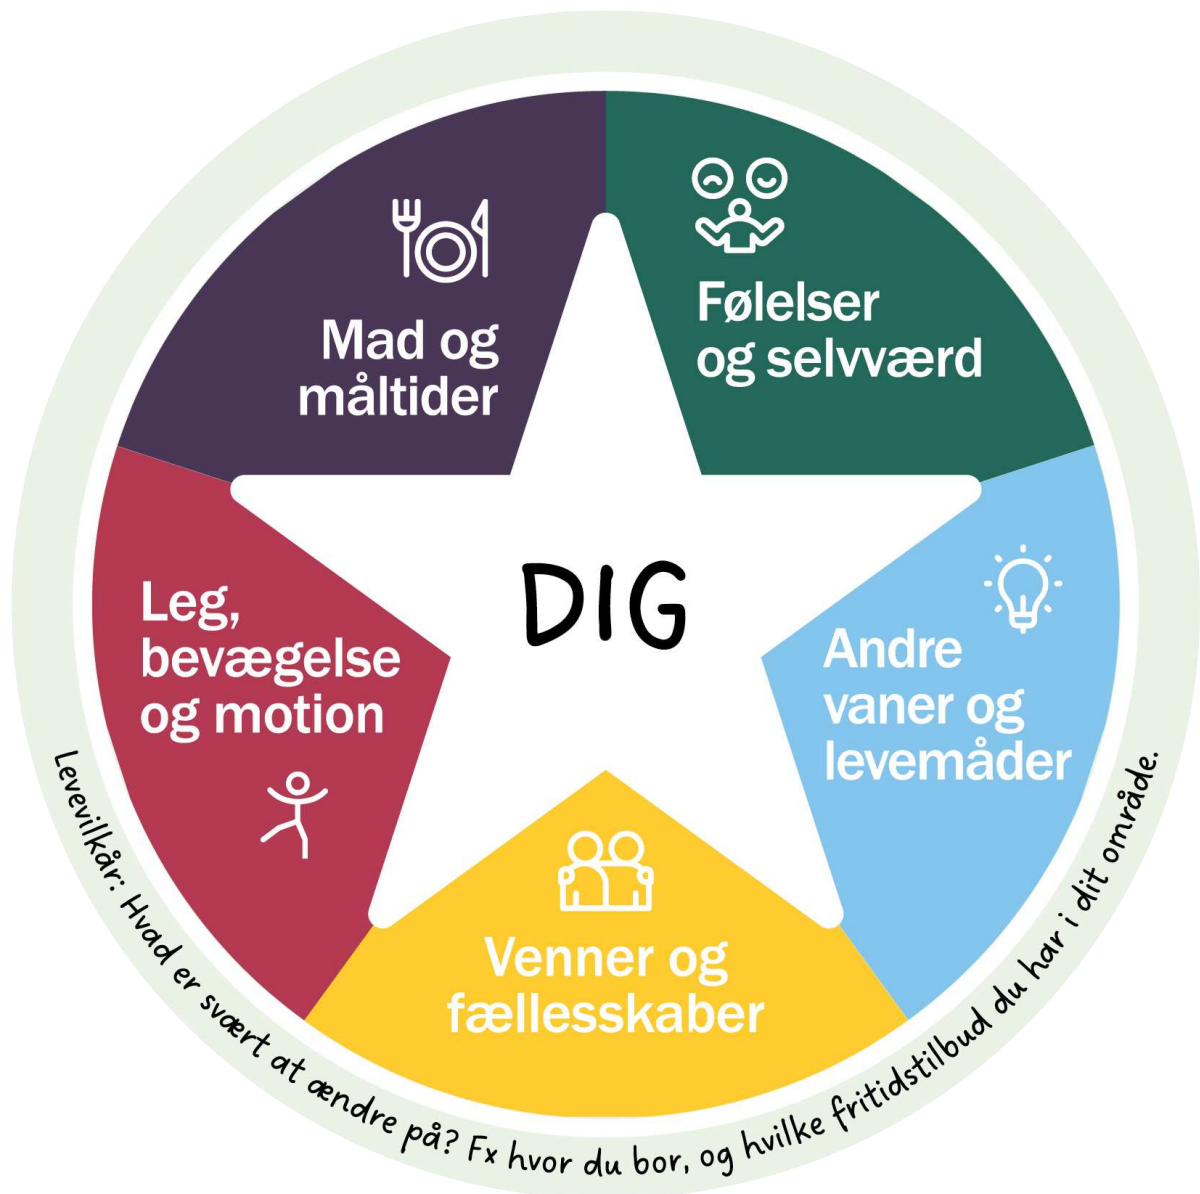 Mad og
måltider
Følelser
og selvværd
Leg,
bevægelse
og motion
DIG
Andre
vaner og
levemåder
Venner og
fællesskaber
Levevilkår: Hvad er svært at ændre på? Fx hvor du bor, og hvilke fritidstilbud du har i dit område.